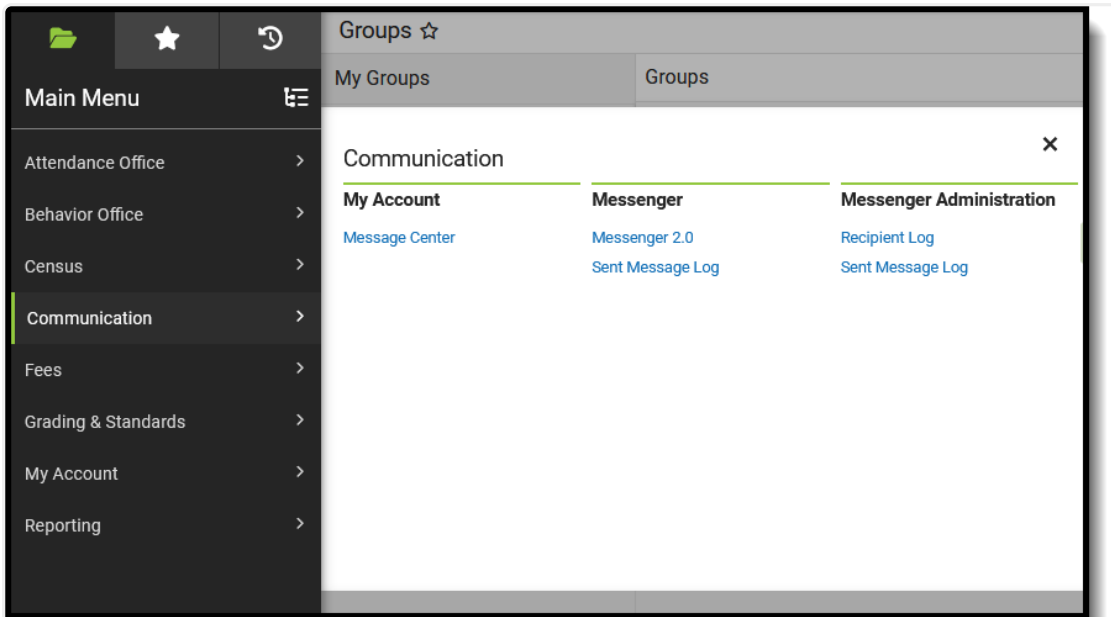 Groups
My Groups
Groups
Main Menu
Attendance Office
Behavior Office
Census
Communication
Fees
Grading & Standards
My Account
Reporting
Communication
My Account
Message Center
Messenger
Messenger 2.0
Sent Message Log
Messenger Administration
Recipient Log
Sent Message Log